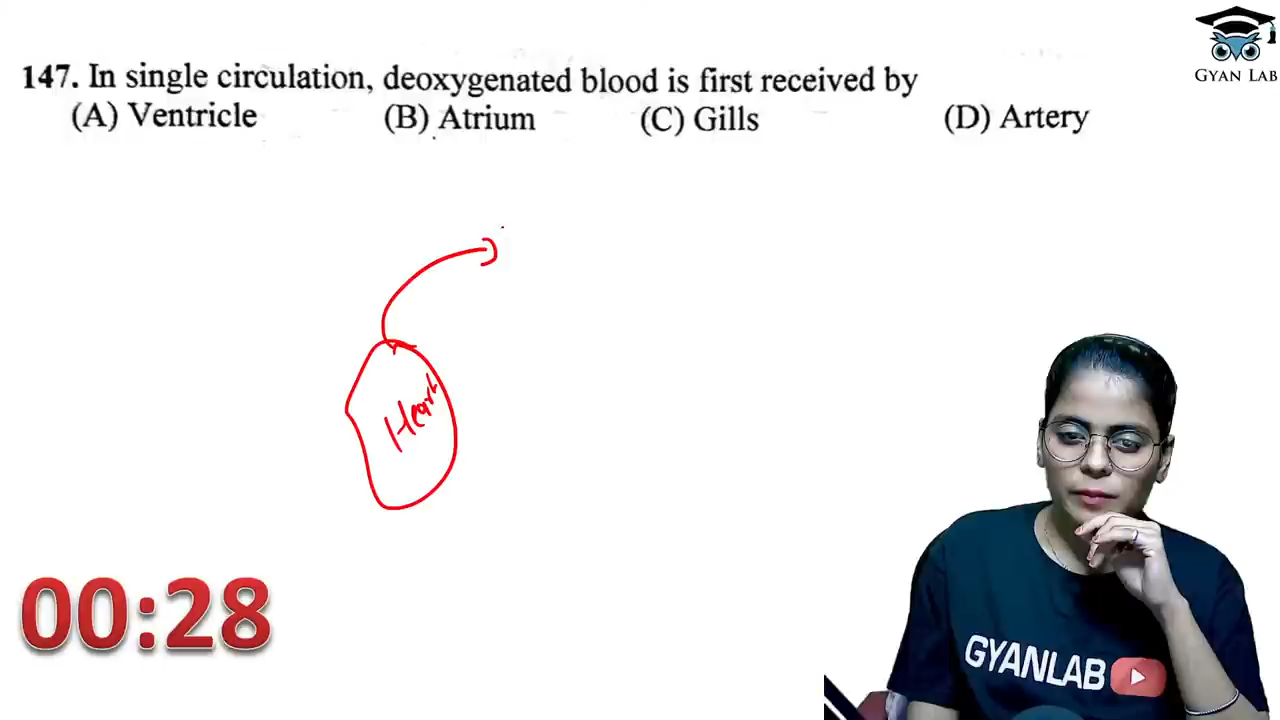 GYAN LAB
147. In single circulation, deoxygenated blood is first received by
(A) Ventricle (B) Atrium (C) Gills (D) Artery
Heart
00:28
GYANLAB